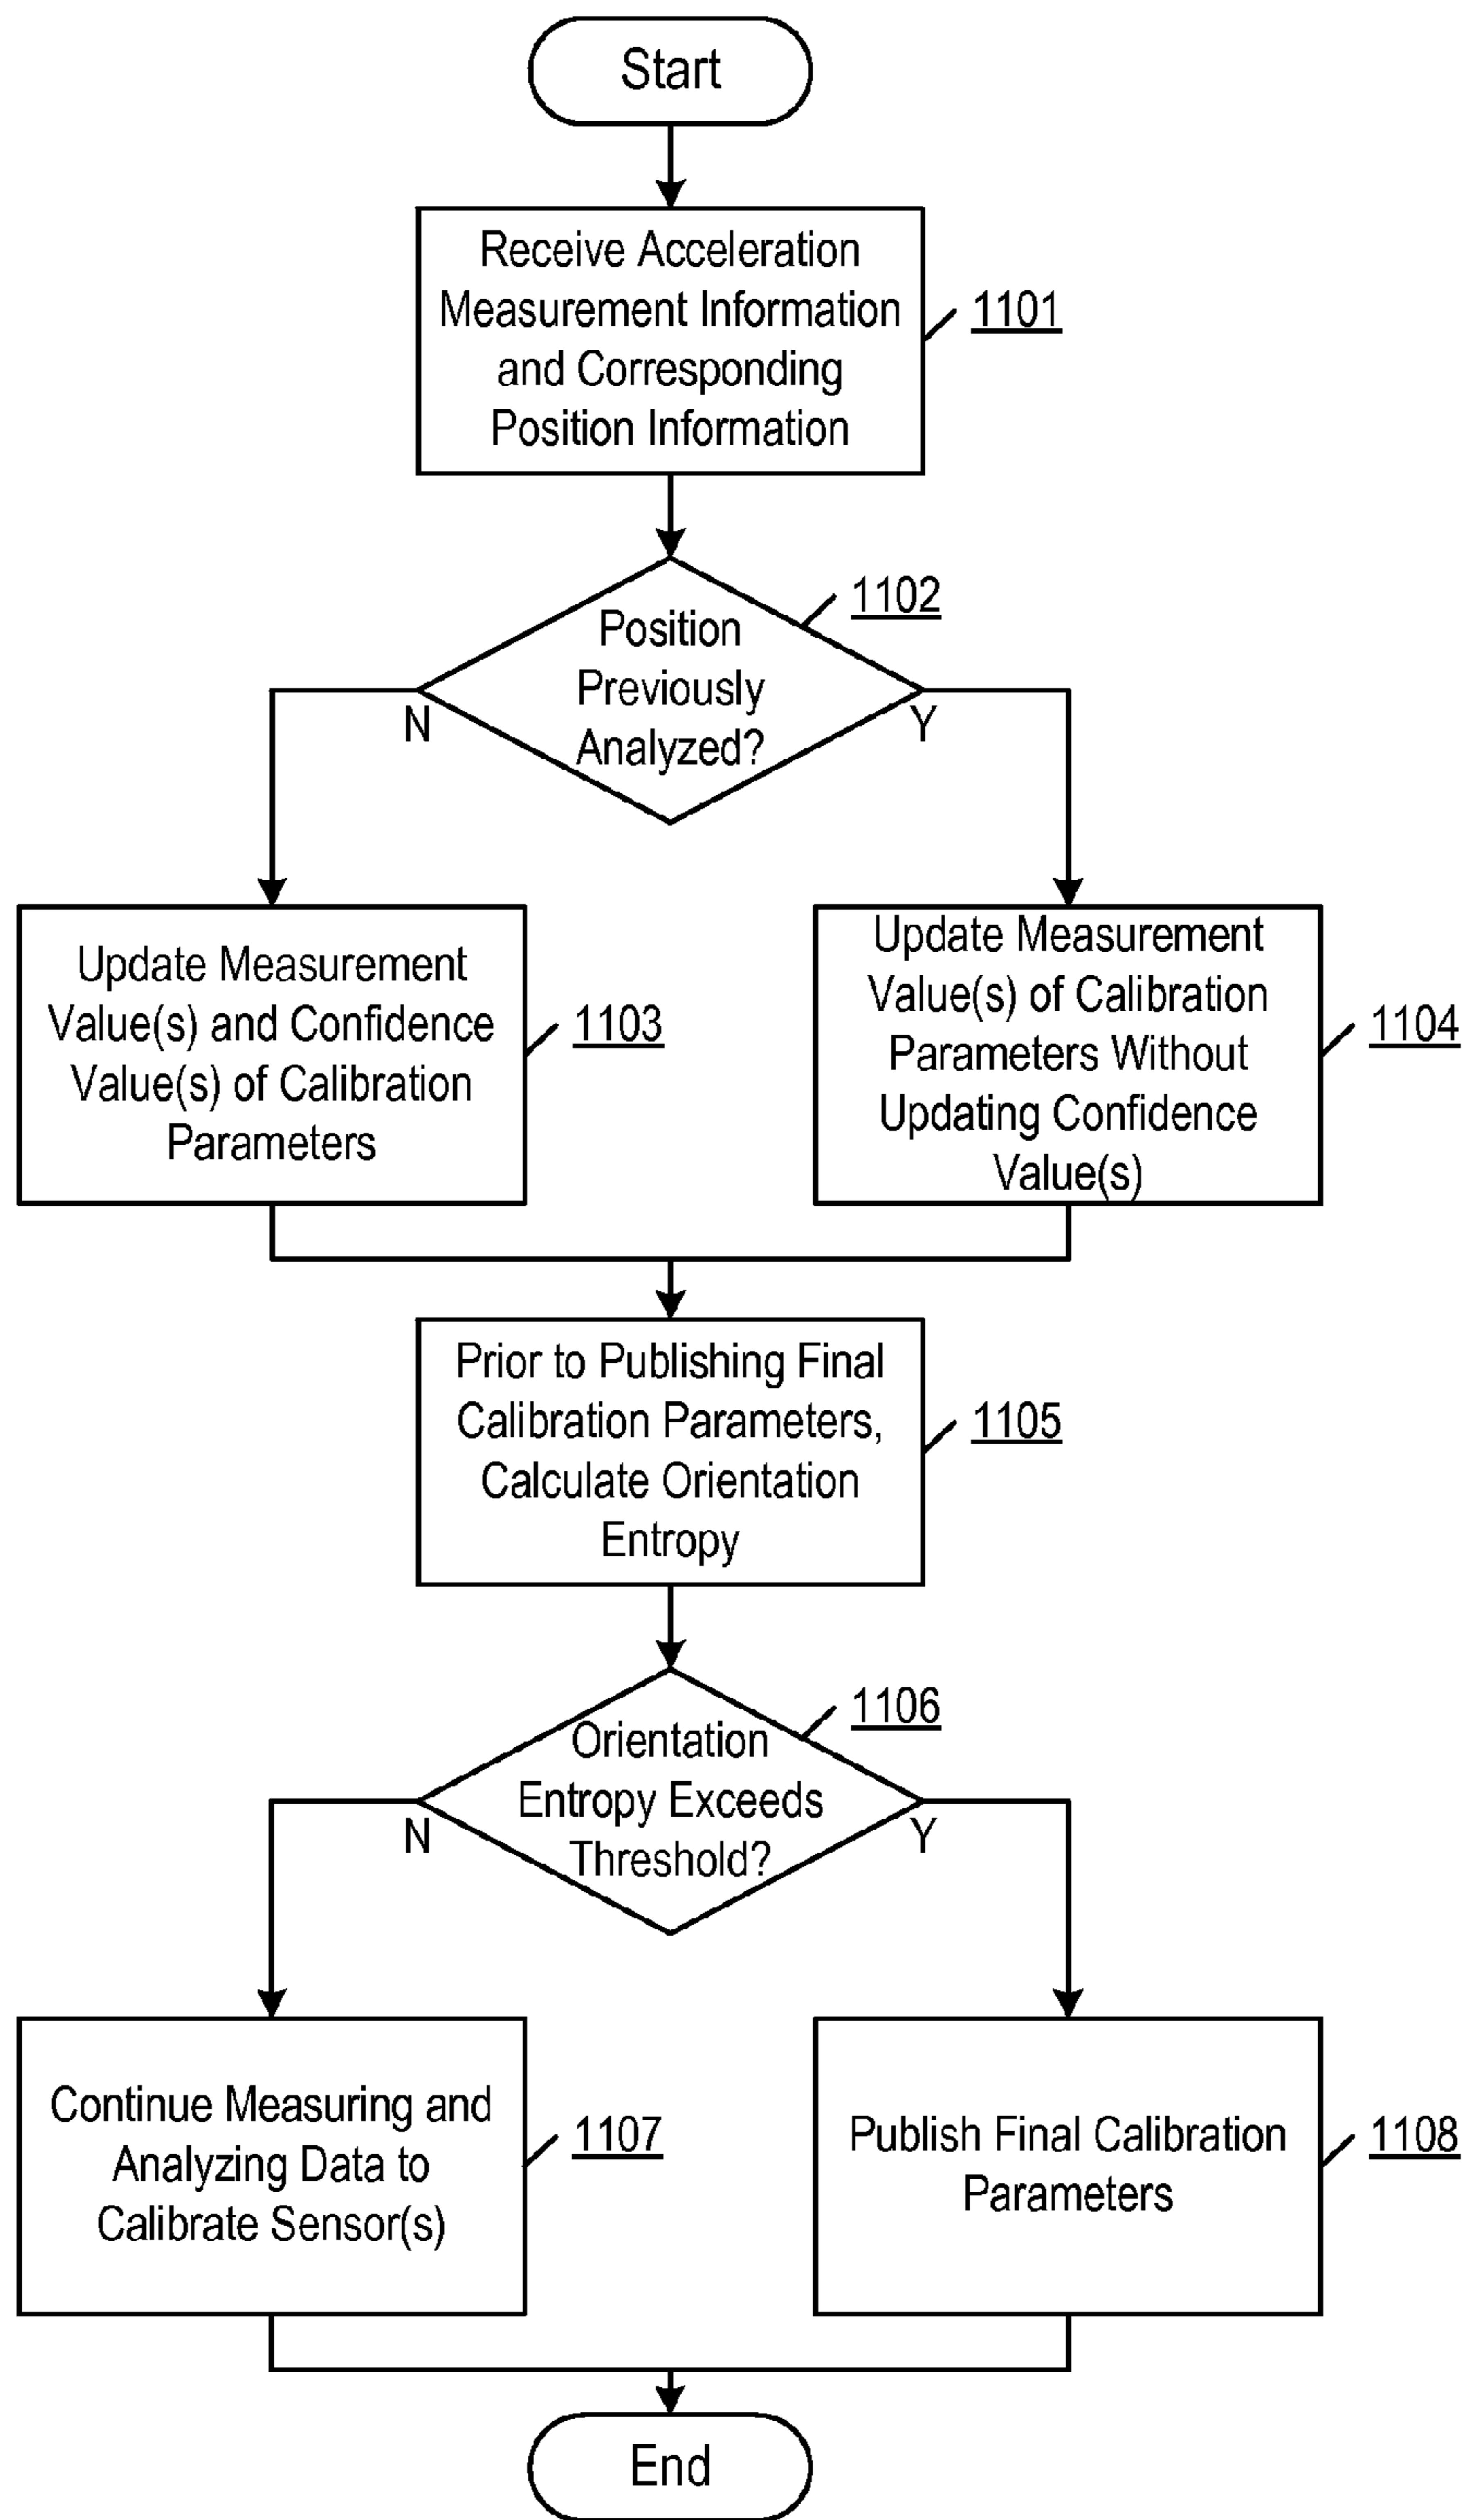 Start
Receive Acceleration
Measurement Information
and Corresponding
Position Information
1101
1102
Position
Previously
Analyzed?
N
Y
Update Measurement
Value(s) and Confidence
Value(s) of Calibration
Parameters
1103
Update Measurement
Value(s) of Calibration
Parameters Without
Updating Confidence
Value(s)
1104
Prior to Publishing Final
Calibration Parameters,
Calculate Orientation
Entropy
1105
1106
Orientation
Entropy Exceeds
Threshold?
N
Y
Continue Measuring and
Analyzing Data to
Calibrate Sensor(s)
1107
Publish Final Calibration
Parameters
1108
End